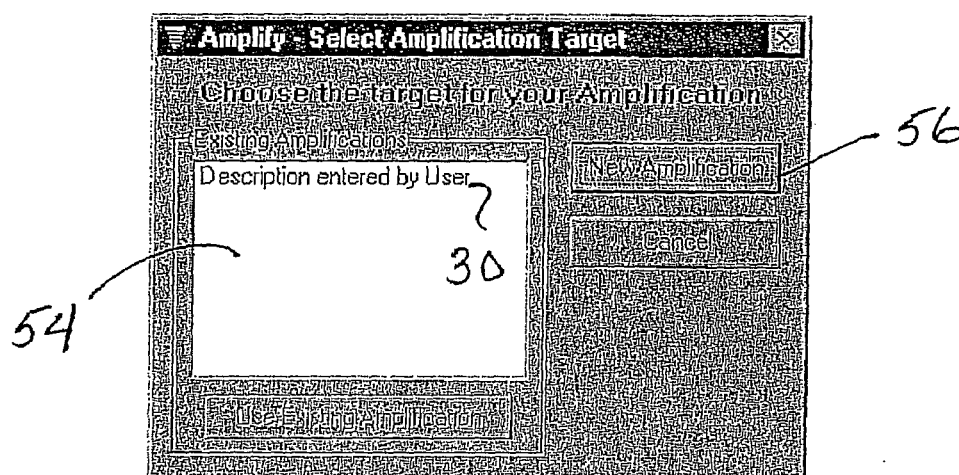 Amplify - Select Amplification Target
Choose the target for your Amplification
Existing Amplifications
Description entered by User
30
54
New Amplification
56
Cancel
Use Existing Amplification